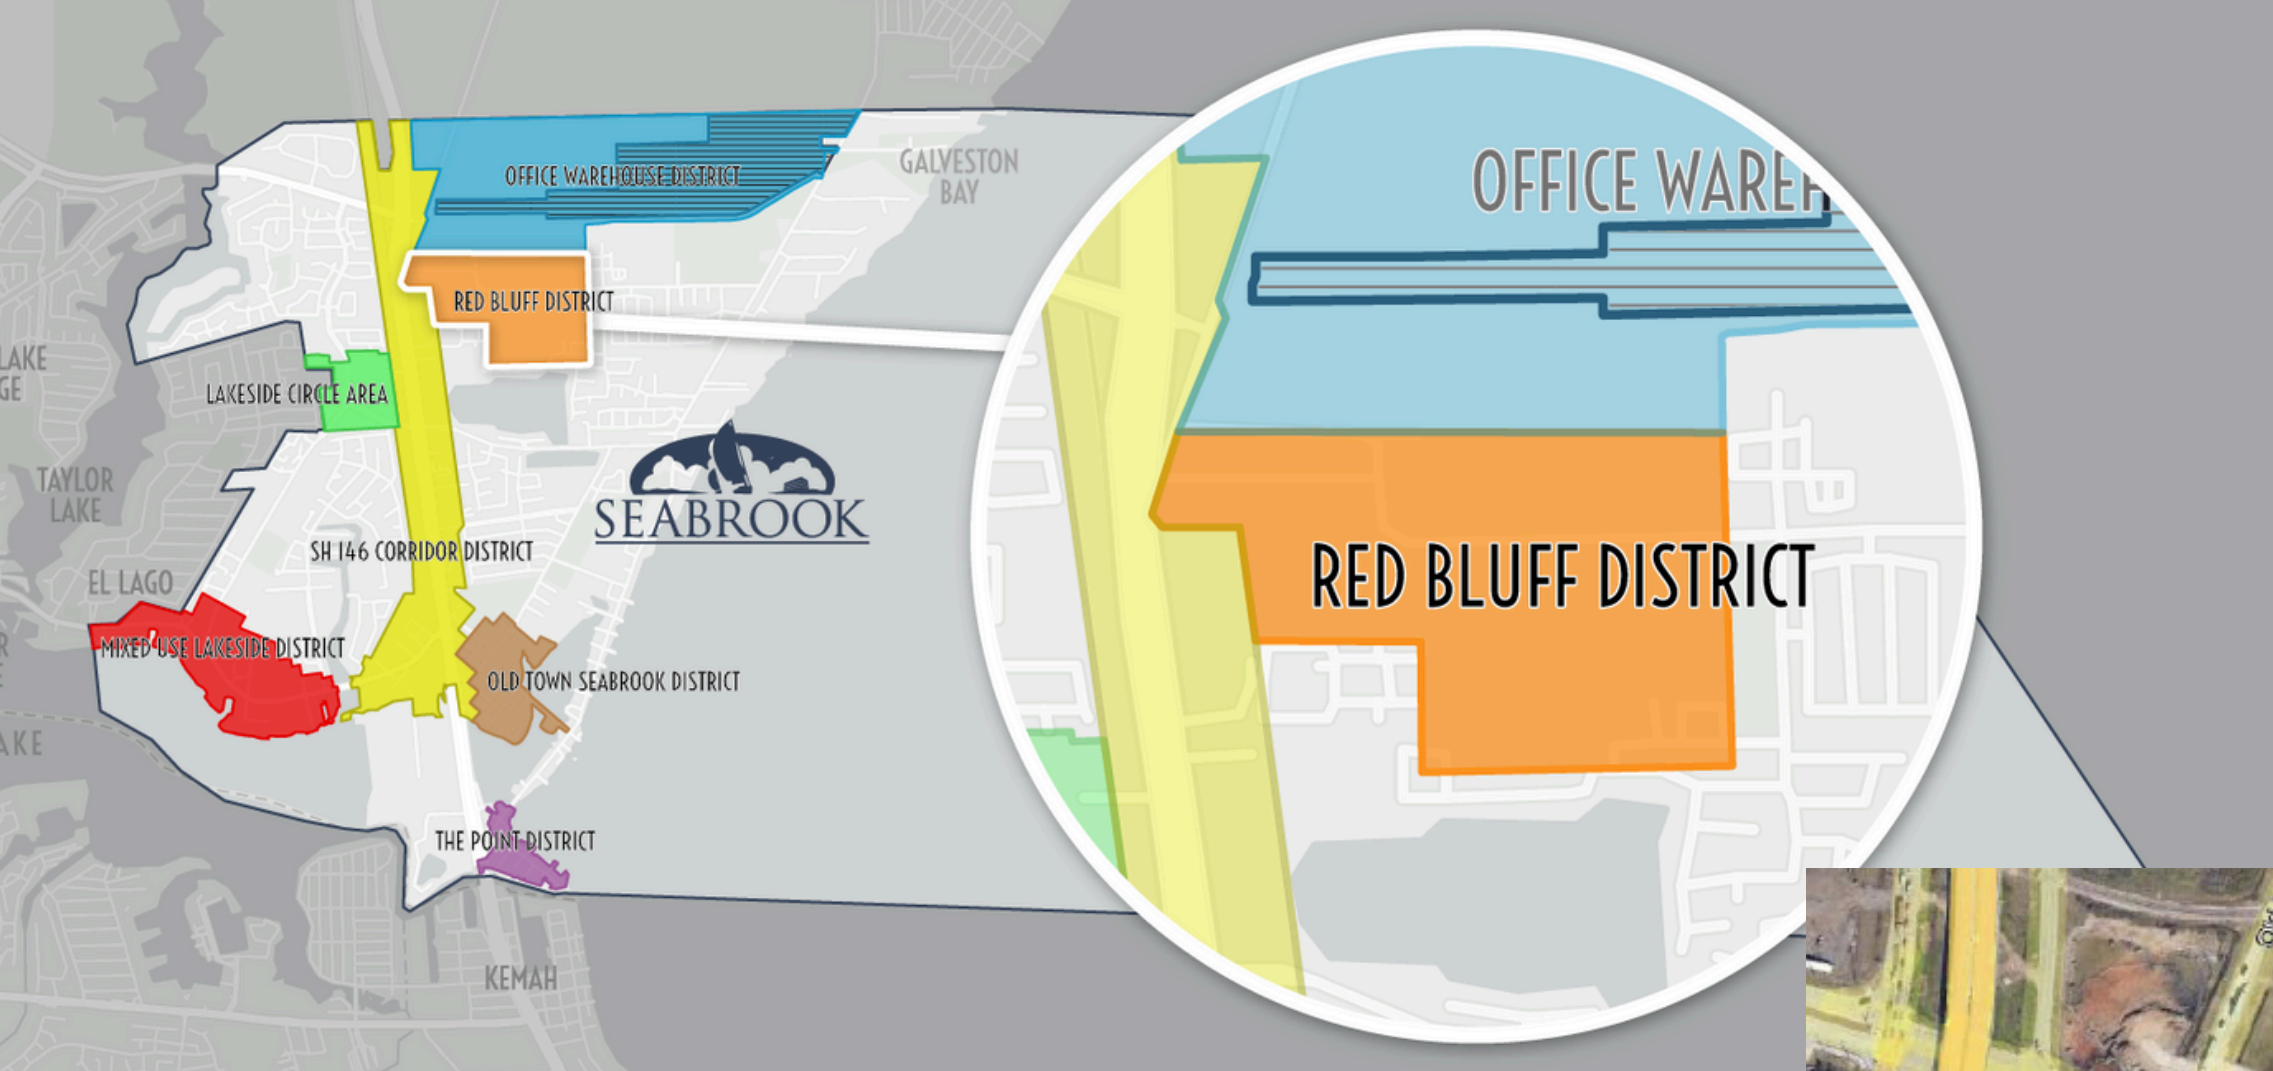 GALVESTON
BAY
OFFICE WAREHOUSE DISTRICT
OFFICE WAREH
RED BLUFF DISTRICT
LAKE
GE
LAKESIDE CIRCLE AREA
TAYLOR
LAKE
SEABROOK
SH 146 CORRIDOR DISTRICT
RED BLUFF DISTRICT
EL LAGO
R
E
MIXED USE LAKESIDE DISTRICT
OLD TOWN SEABROOK DISTRICT
AKE
THE POINT DISTRICT
KEMAH